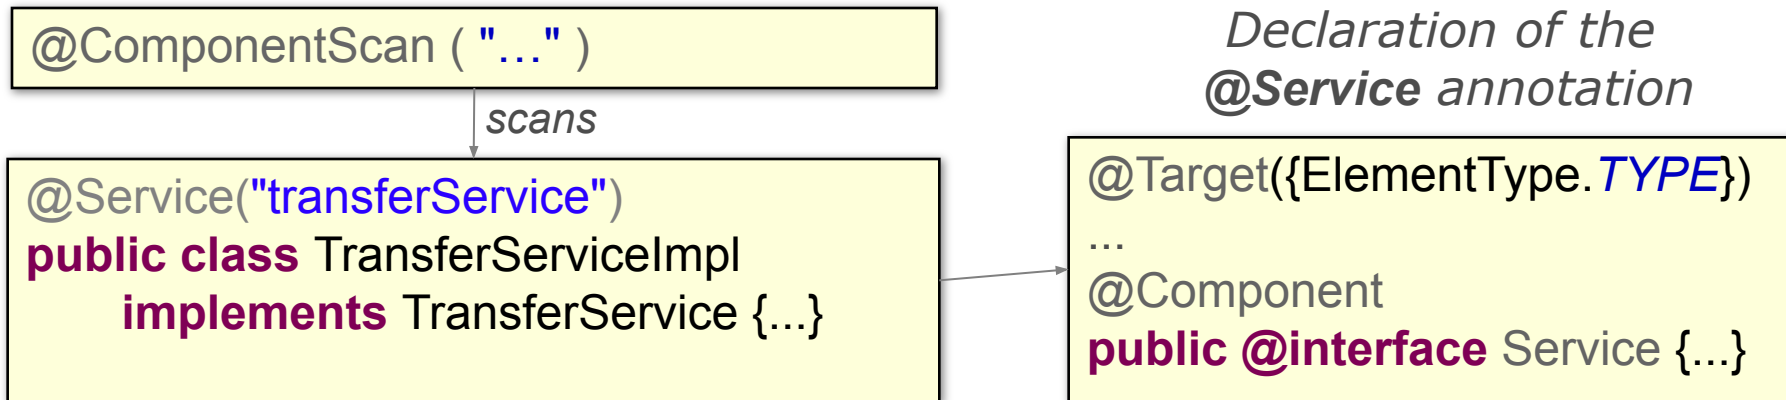 @ComponentScan ( "…" )
scans
@Service("transferService")
public class TransferServiceImpl
implements TransferService {...}
Declaration of the
@Service annotation
@Target({ElementType.TYPE})
...
@Component
public @interface Service {...}